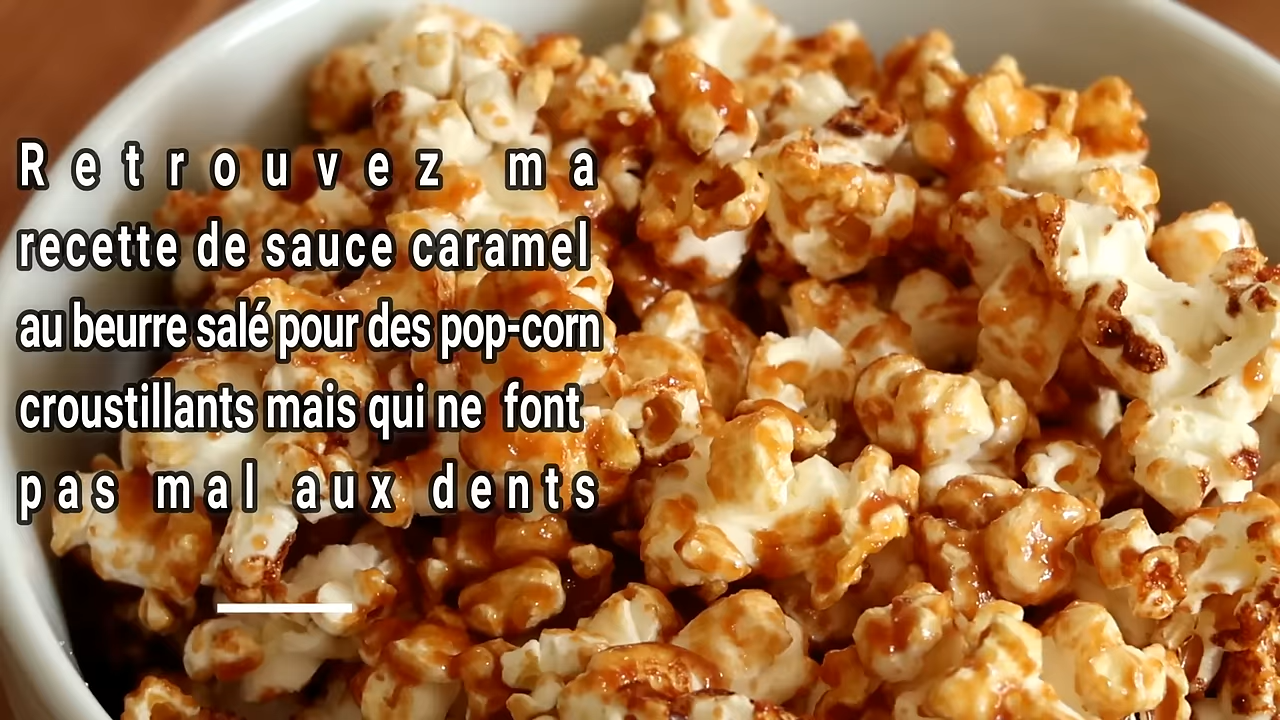 Retrouvez ma
recette de sauce caramel
au beurre salé pour des pop-corn
croustillants mais qui ne font
pas mal aux dents